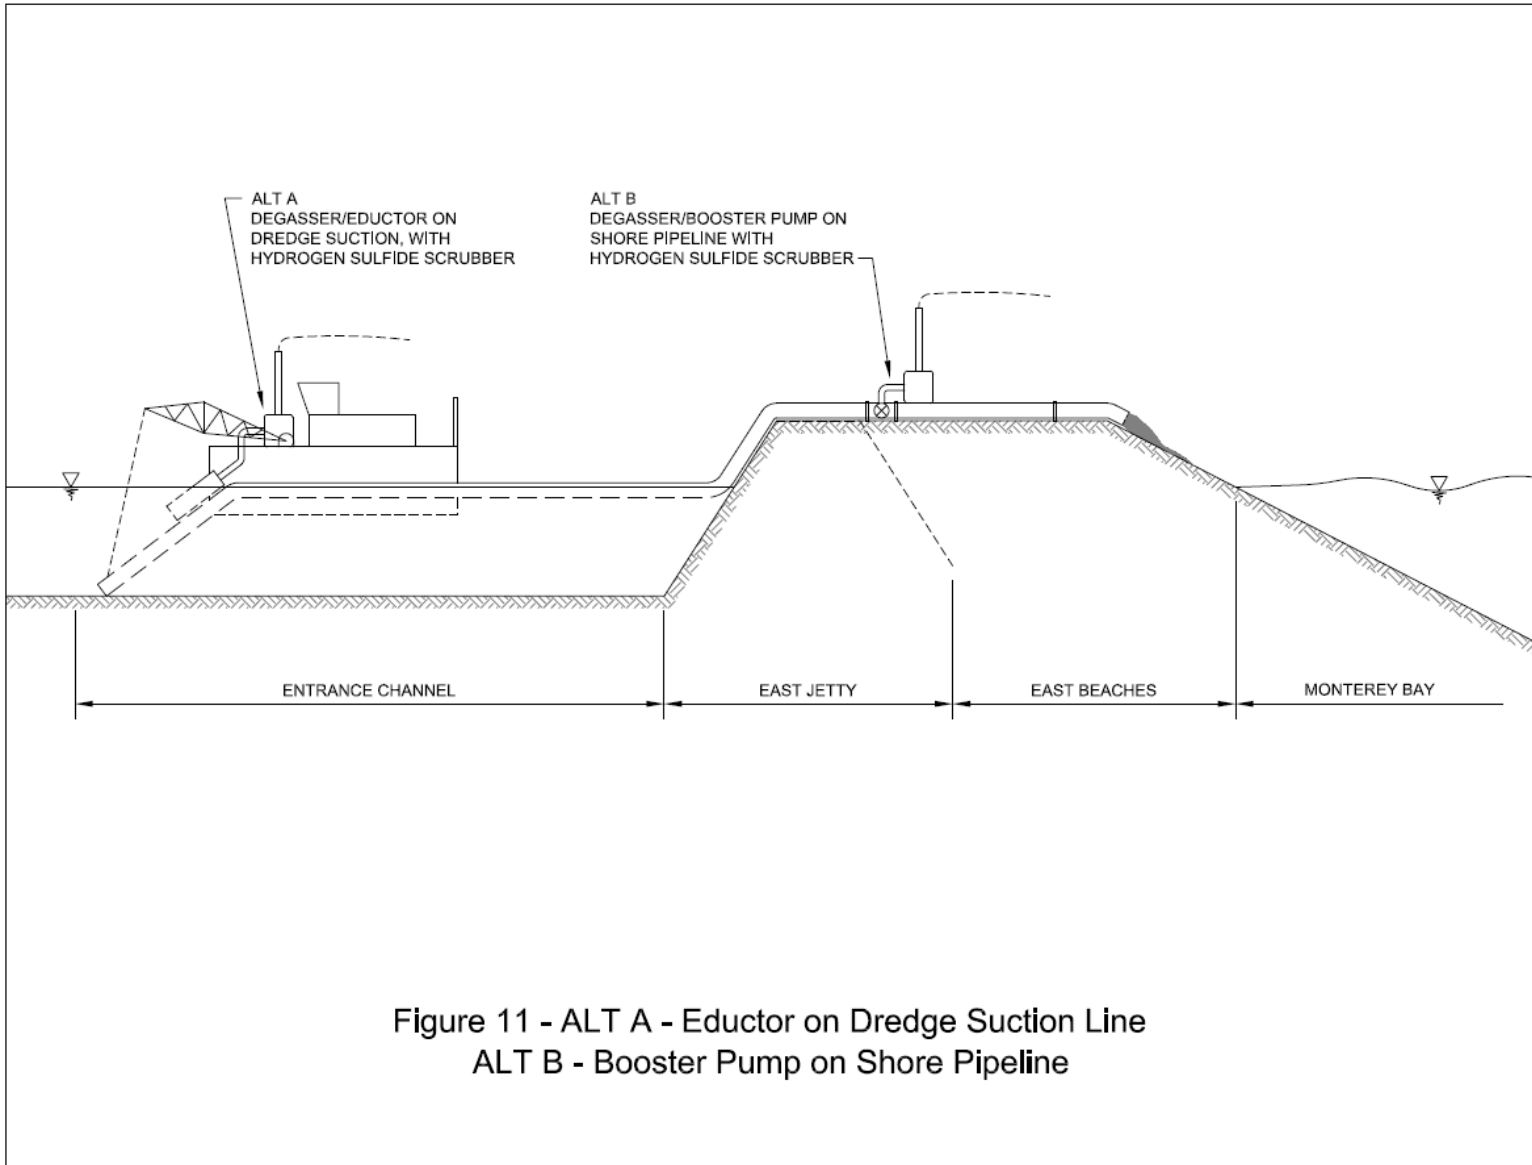 ALT A
DEGASSER/EDUCTOR ON
DREDGE SUCTION, WITH
HYDROGEN SULFIDE SCRUBBER
ALT B
DEGASSER/BOOSTER PUMP ON
SHORE PIPELINE WITH
HYDROGEN SULFIDE SCRUBBER
ENTRANCE CHANNEL
EAST JETTY
EAST BEACHES
MONTEREY BAY
Figure 11 - ALT A - Eductor on Dredge Suction Line
ALT B - Booster Pump on Shore Pipeline